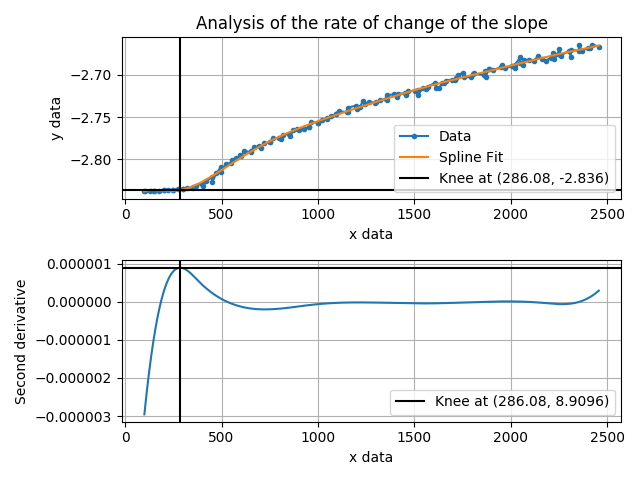 Analysis of the rate of change of the slope
y data
−2.70
−2.75
−2.80
Data
Spline Fit
Knee at (286.08, -2.836)
0
500
1000
1500
2000
2500
x data
Second derivative
0.000001
0.000000
−0.000001
−0.000002
−0.000003
Knee at (286.08, 8.9096)
0
500
1000
1500
2000
2500
x data